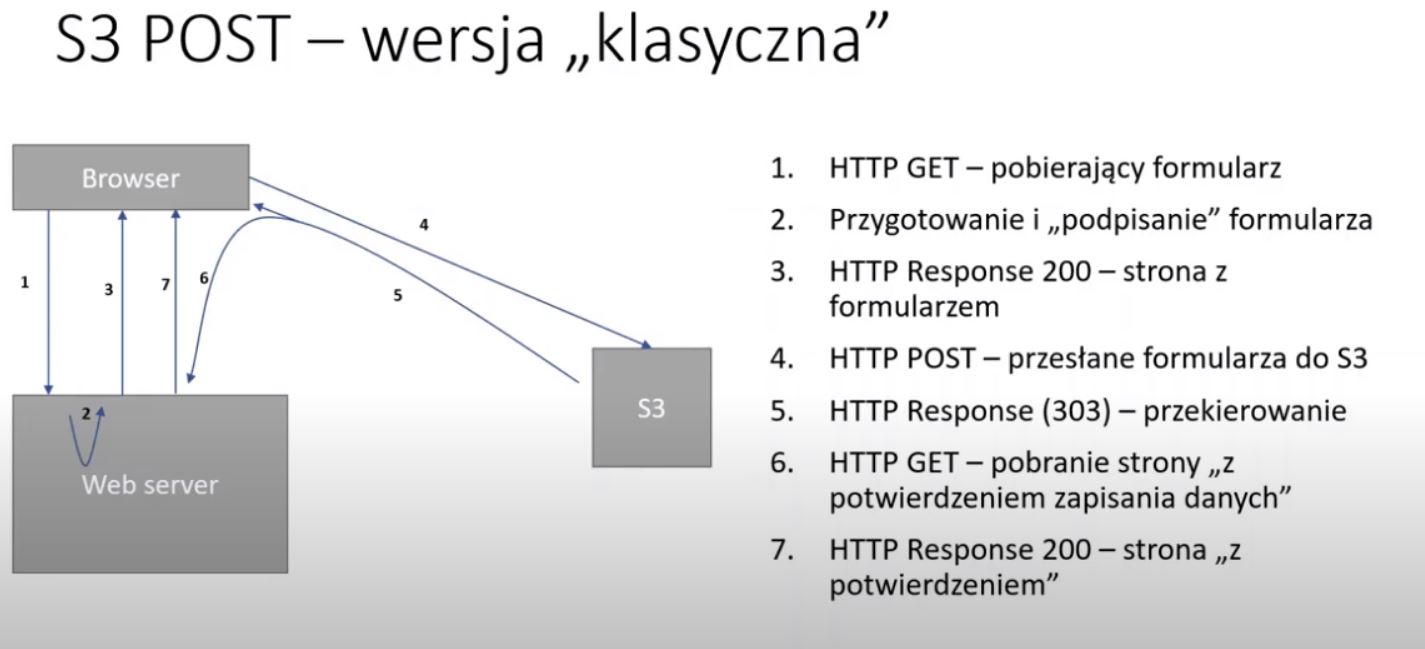 S3 POST – wersja „klasyczna”
Browser
1
3
7
6
4
5
2
Web server
S3
1. HTTP GET – pobierający formularz
2. Przygotowanie i „podpisanie” formularza
3. HTTP Response 200 – strona z
formularzem
4. HTTP POST – przesłane formularza do S3
5. HTTP Response (303) – przekierowanie
6. HTTP GET – pobranie strony „z
potwierdzeniem zapisania danych”
7. HTTP Response 200 – strona „z
potwierdzeniem”